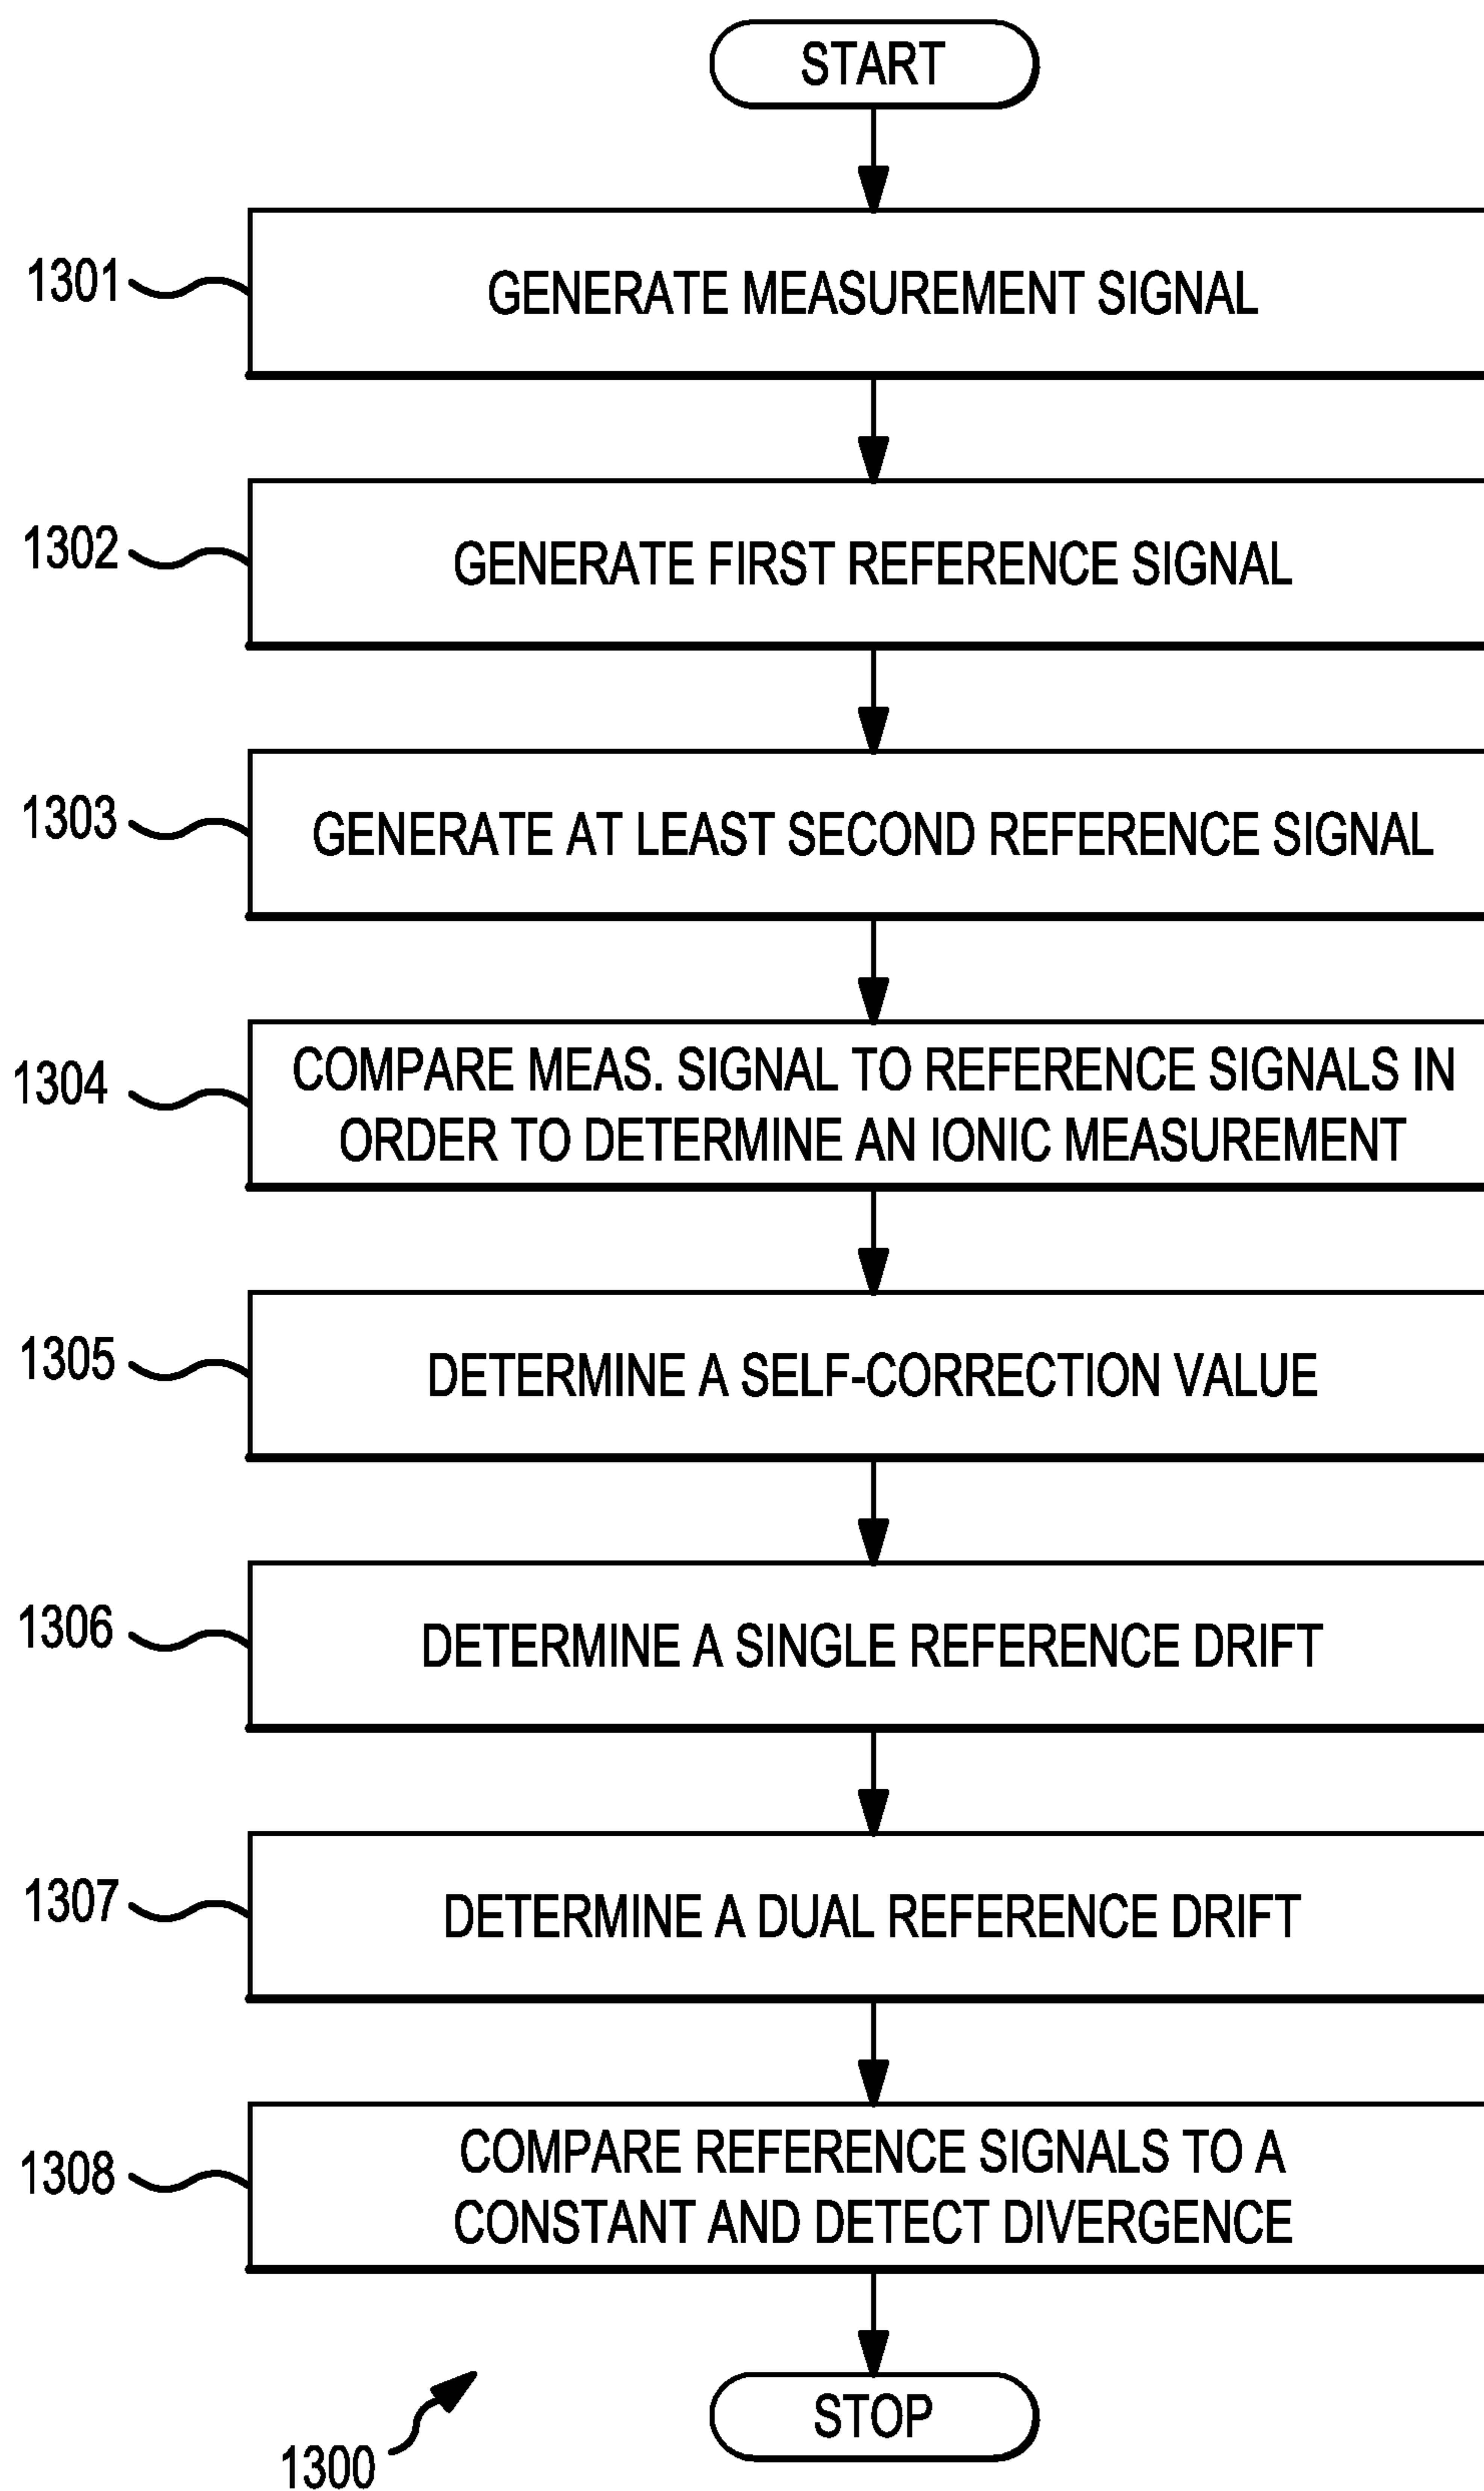 START
1301
GENERATE MEASUREMENT SIGNAL
1302
GENERATE FIRST REFERENCE SIGNAL
1303
GENERATE AT LEAST SECOND REFERENCE SIGNAL
1304
COMPARE MEAS. SIGNAL TO REFERENCE SIGNALS IN
ORDER TO DETERMINE AN IONIC MEASUREMENT
1305
DETERMINE A SELF-CORRECTION VALUE
1306
DETERMINE A SINGLE REFERENCE DRIFT
1307
DETERMINE A DUAL REFERENCE DRIFT
1308
COMPARE REFERENCE SIGNALS TO A
CONSTANT AND DETECT DIVERGENCE
STOP
1300